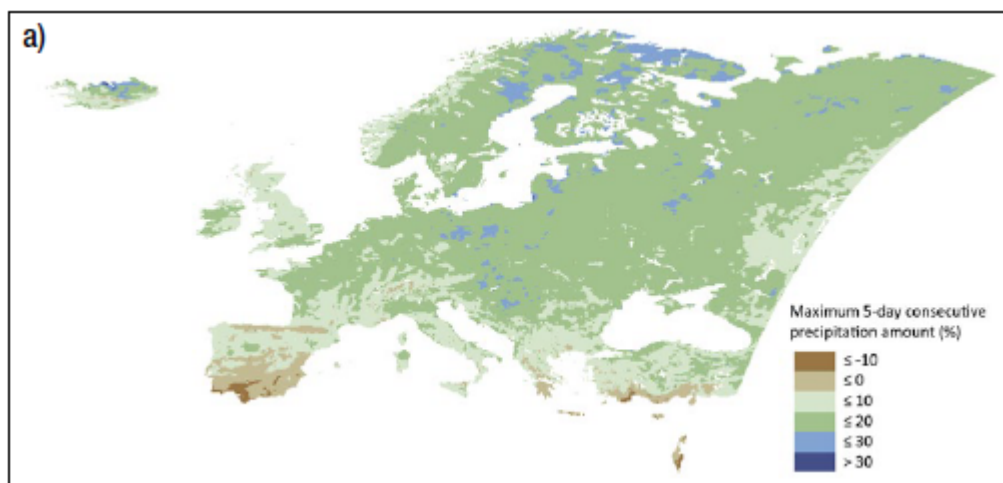 a)
Maximum 5-day consecutive
precipitation amount (%)
≤ -10
≤ 0
≤ 10
≤ 20
≤ 30
> 30